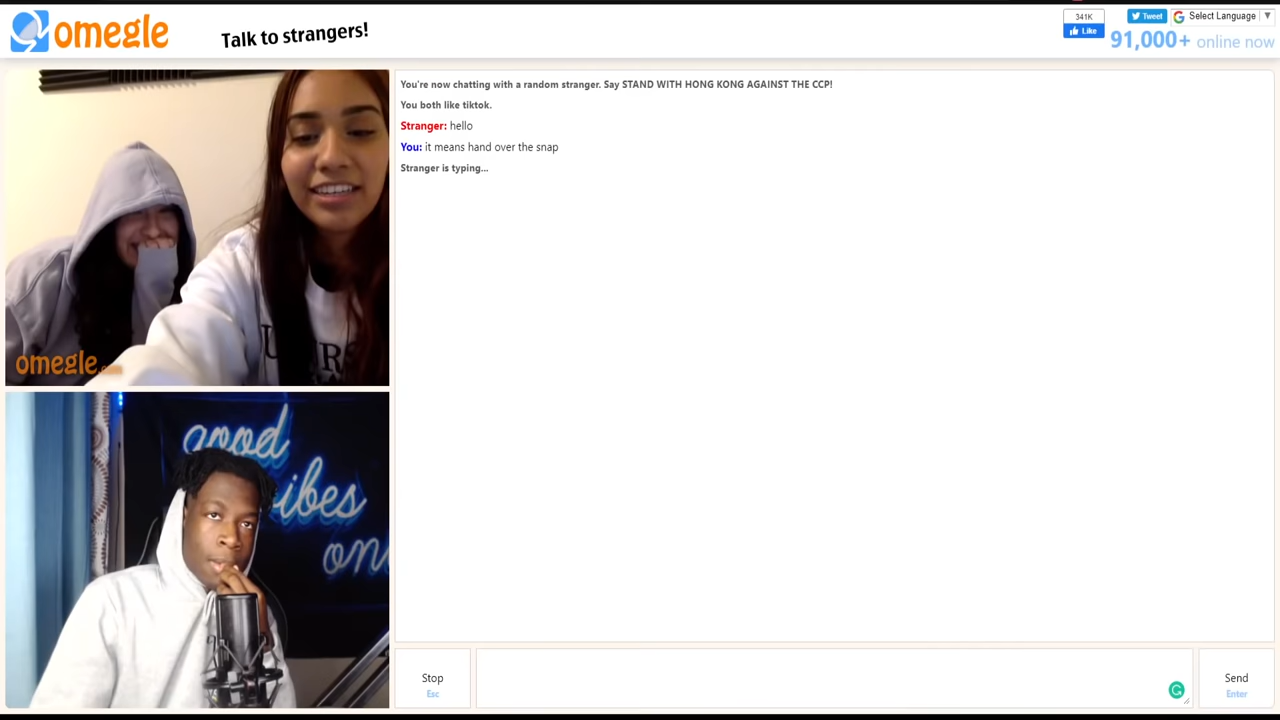 omegle
Talk to strangers!
341K
Like
Tweet
Select Language
91,000+ online now
You're now chatting with a random stranger. Say STAND WITH HONG KONG AGAINST THE CCP!
You both like tiktok.
Stranger: hello
You: it means hand over the snap
Stranger is typing...
omegle.com
good
vibes
only
Stop
Esc
Send
Enter